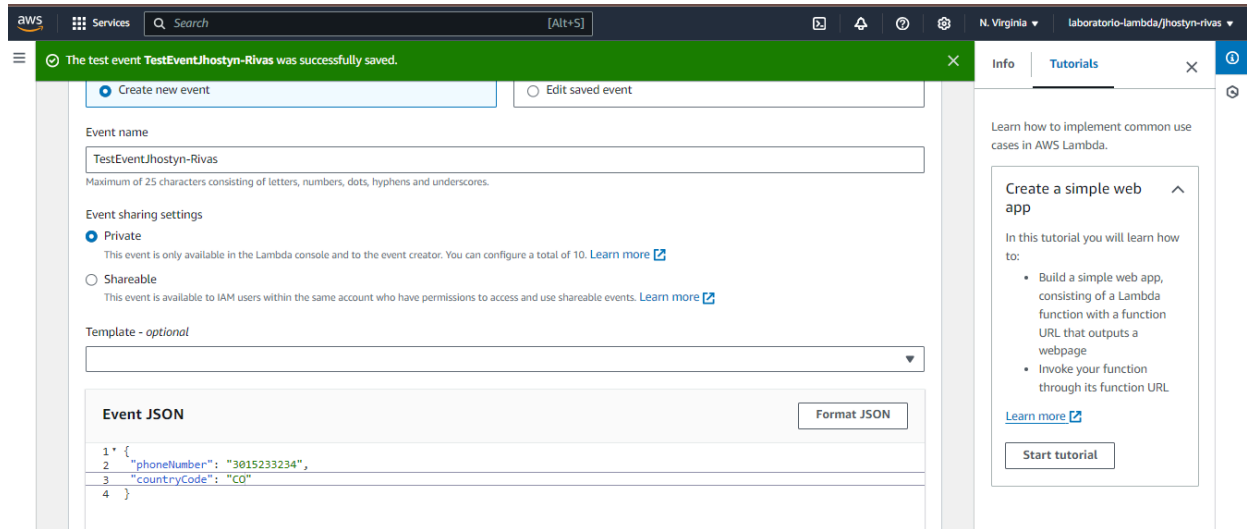 aws
Services
Search
[Alt+S]
N. Virginia
laboratorio-lambda/jhostyn-rivas
The test event TestEventJhostyn-Rivas was successfully saved.
Create new event
Edit saved event
Event name
TestEventJhostyn-Rivas
Maximum of 25 characters consisting of letters, numbers, dots, hyphens and underscores.
Event sharing settings
Private
This event is only available in the Lambda console and to the event creator. You can configure a total of 10. Learn more
Shareable
This event is available to IAM users within the same account who have permissions to access and use shareable events. Learn more
Template - optional
Event JSON
Format JSON
1 {
2 "phoneNumber": "3015233234",
3 "countryCode": "CO"
4 }
Info
Tutorials
Learn how to implement common use
cases in AWS Lambda.
Create a simple web
app
In this tutorial you will learn how
to:
• Build a simple web app,
consisting of a Lambda
function with a function
URL that outputs a
webpage
• Invoke your function
through its function URL
Learn more
Start tutorial